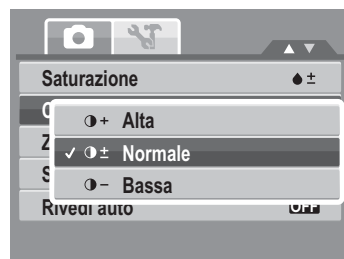 Saturazione ±
+ Alta
✓ ± Normale
- Bassa
Rivedi auto OFF